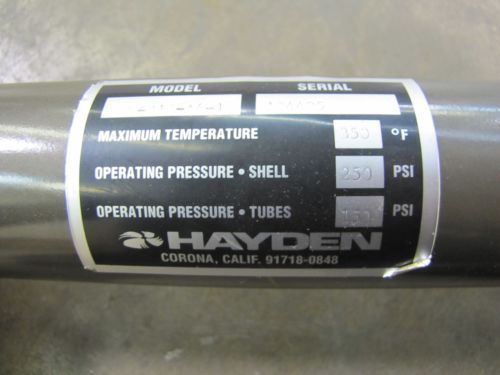 MODEL SERIAL
MAXIMUM TEMPERATURE 350 °F
OPERATING PRESSURE • SHELL 250 PSI
OPERATING PRESSURE • TUBES 150 PSI
HAYDEN
CORONA, CALIF. 91718-0848